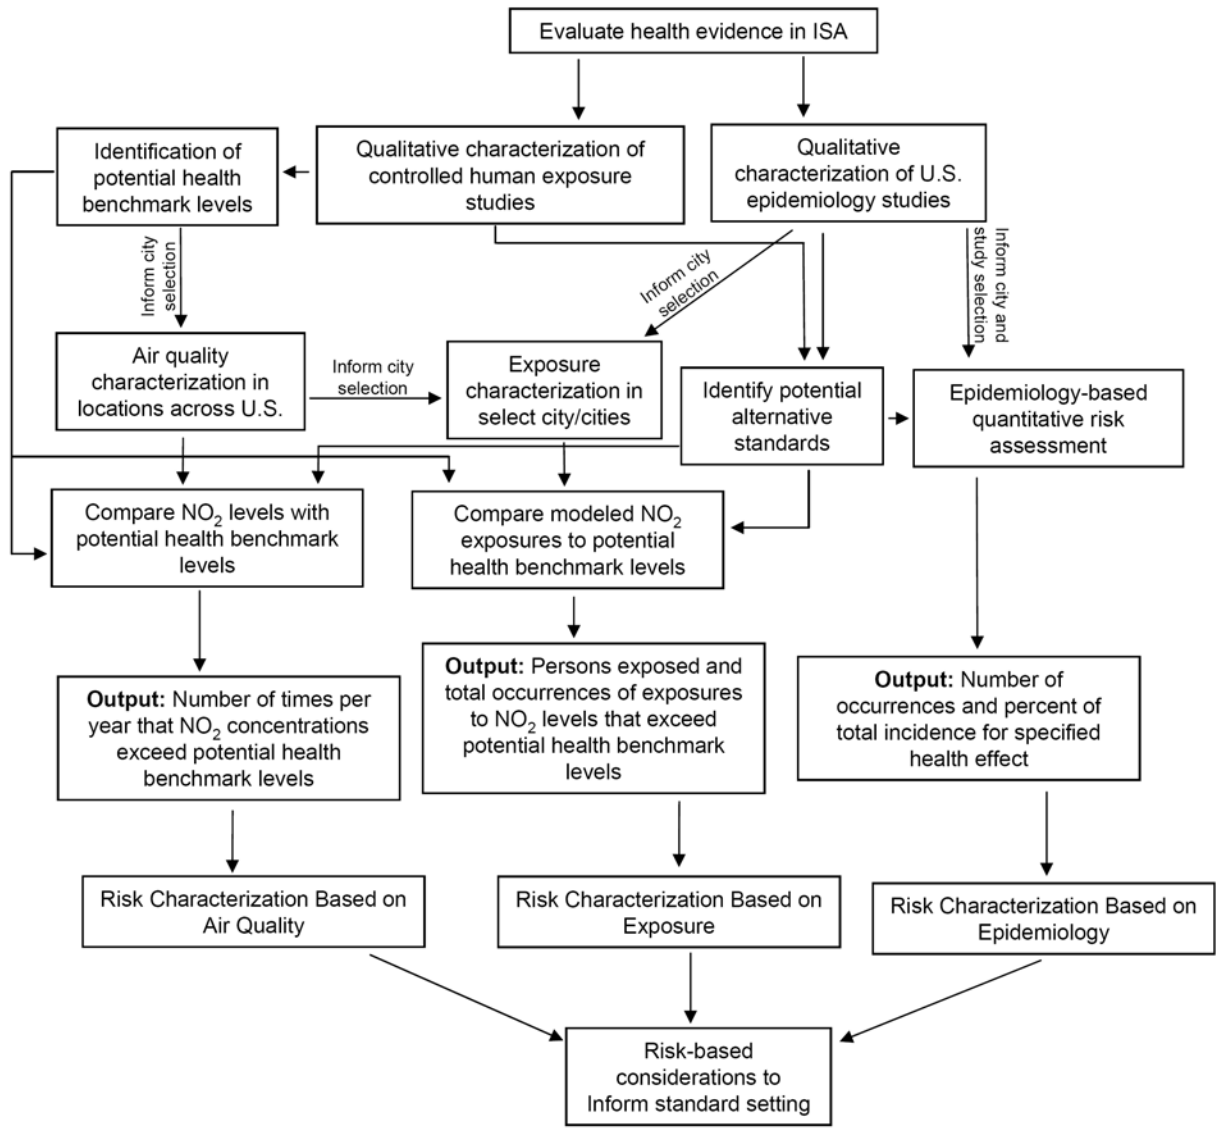 Evaluate health evidence in ISA
Identification of
potential health
benchmark levels
Qualitative characterization of
controlled human exposure
studies
Qualitative
characterization of U.S.
epidemiology studies
Inform city
selection
Inform city
selection
Inform city and
study selection
Air quality
characterization in
locations across U.S.
Inform city
selection
Exposure
characterization in
select city/cities
Identify potential
alternative
standards
Epidemiology-based
quantitative risk
assessment
Compare NO₂ levels with
potential health benchmark
levels
Compare modeled NO₂
exposures to potential
health benchmark levels
Output: Number of times per
year that NO₂ concentrations
exceed potential health
benchmark levels
Output: Persons exposed and
total occurrences of exposures
to NO₂ levels that exceed
potential health benchmark
levels
Output: Number of
occurrences and percent of
total incidence for specified
health effect
Risk Characterization Based on
Air Quality
Risk Characterization Based on
Exposure
Risk Characterization Based on
Epidemiology
Risk-based
considerations to
Inform standard setting